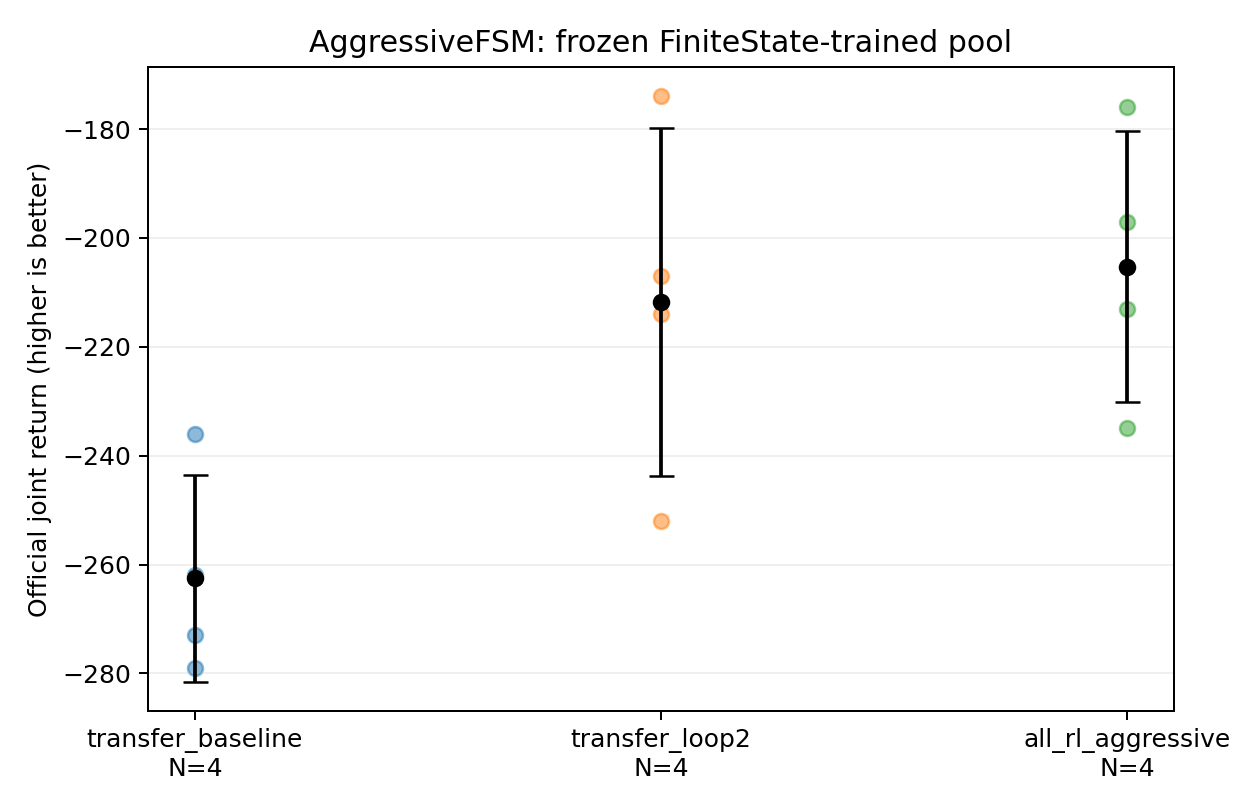 AggressiveFSM: frozen FiniteState-trained pool
Official joint return (higher is better)
−180
−200
−220
−240
−260
−280
transfer_baseline
N=4
transfer_loop2
N=4
all_rl_aggressive
N=4